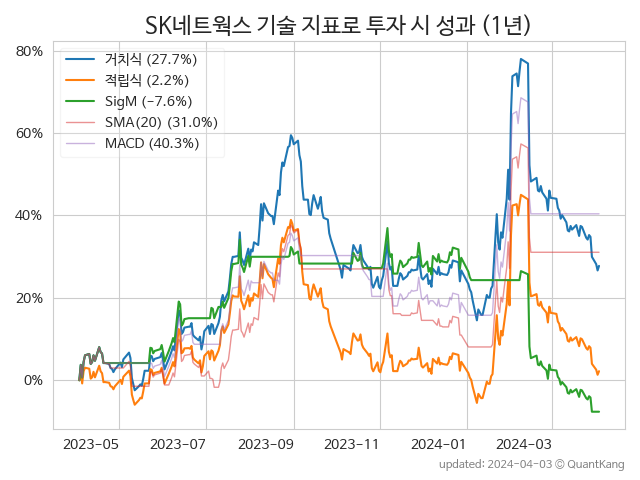 SK네트웍스 기술 지표로 투자 시 성과 (1년)
80%
60%
40%
20%
0%
거치식 (27.7%)
적립식 (2.2%)
SigM (-7.6%)
SMA(20) (31.0%)
MACD (40.3%)
2023-05
2023-07
2023-09
2023-11
2024-01
2024-03
updated: 2024-04-03 © QuantKang